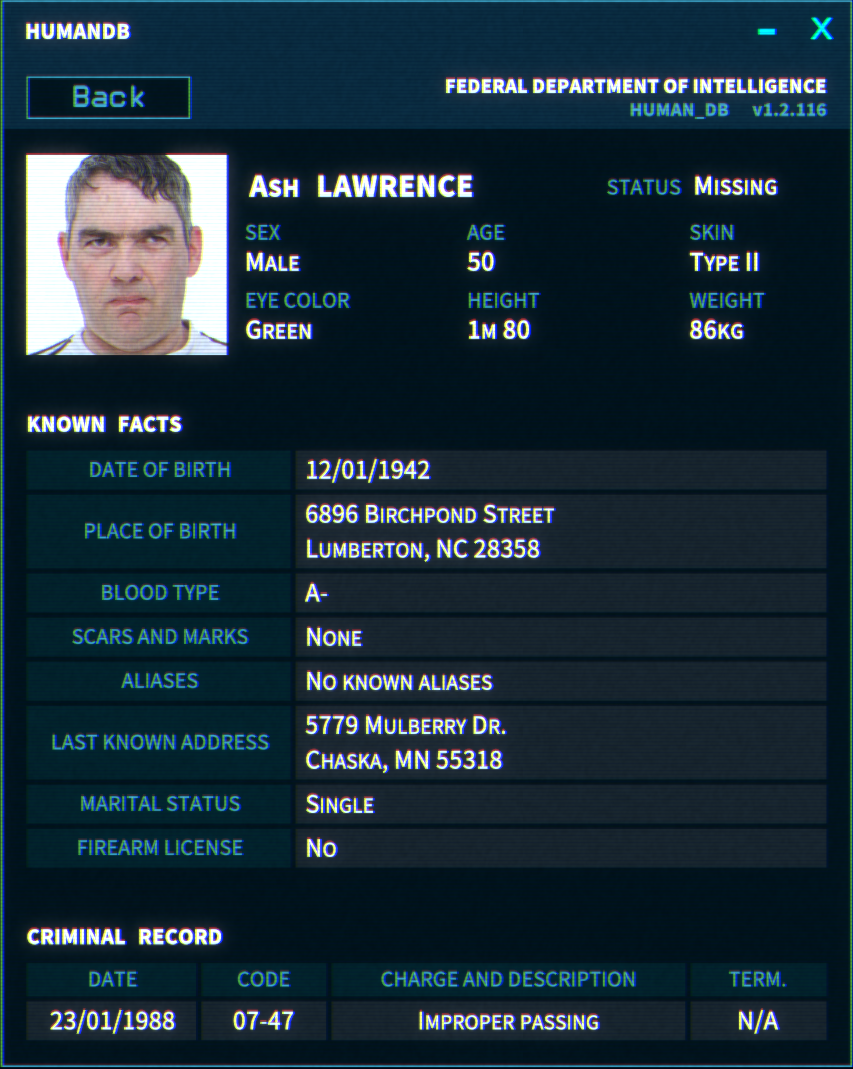 HUMANDB
– X
Back
FEDERAL DEPARTMENT OF INTELLIGENCE
HUMAN_DB v1.2.116
ASH LAWRENCE
STATUS MISSING
SEX AGE SKIN
MALE 50 TYPE II
EYE COLOR HEIGHT WEIGHT
GREEN 1M 80 86KG
KNOWN FACTS
DATE OF BIRTH 12/01/1942
PLACE OF BIRTH 6896 BIRCHPOND STREET
LUMBERTON, NC 28358
BLOOD TYPE A-
SCARS AND MARKS NONE
ALIASES NO KNOWN ALIASES
LAST KNOWN ADDRESS 5779 MULBERRY DR.
CHASKA, MN 55318
MARITAL STATUS SINGLE
FIREARM LICENSE NO
CRIMINAL RECORD
DATE CODE CHARGE AND DESCRIPTION TERM.
23/01/1988 07-47 IMPROPER PASSING N/A